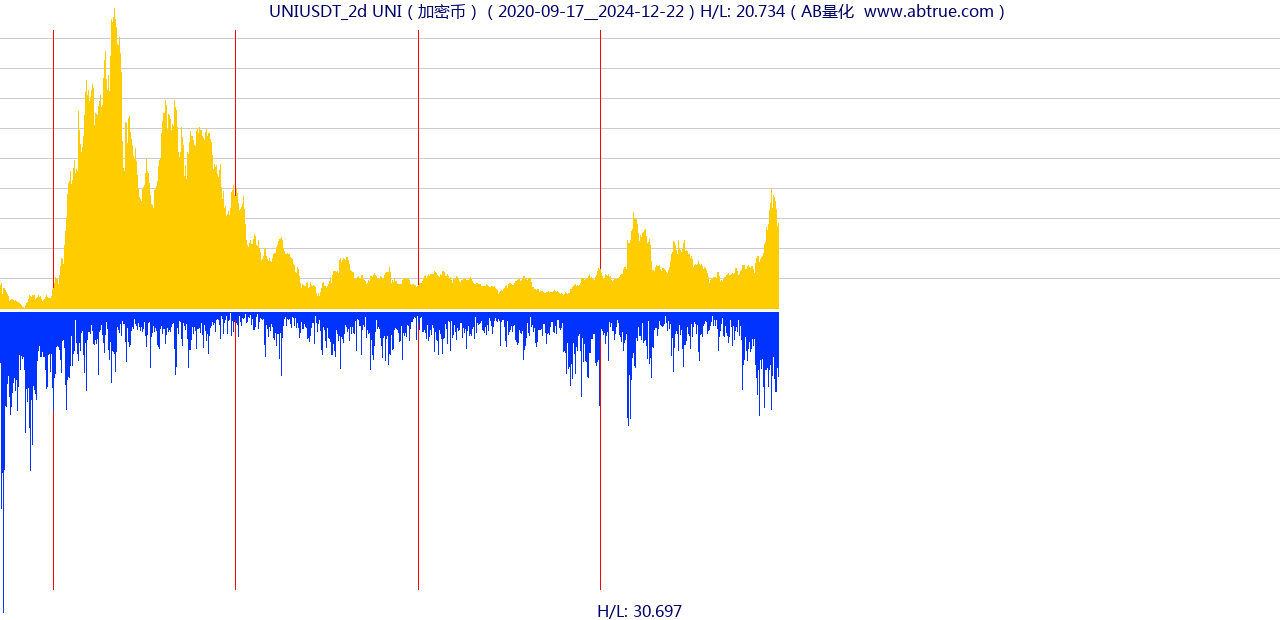 UNIUSDT_2d UNI ( 加密币 ) ( 2020-09-17__2024-12-22 ) H/L: 20.734 ( AB量化  www.abtrue.com )
H/L: 30.697